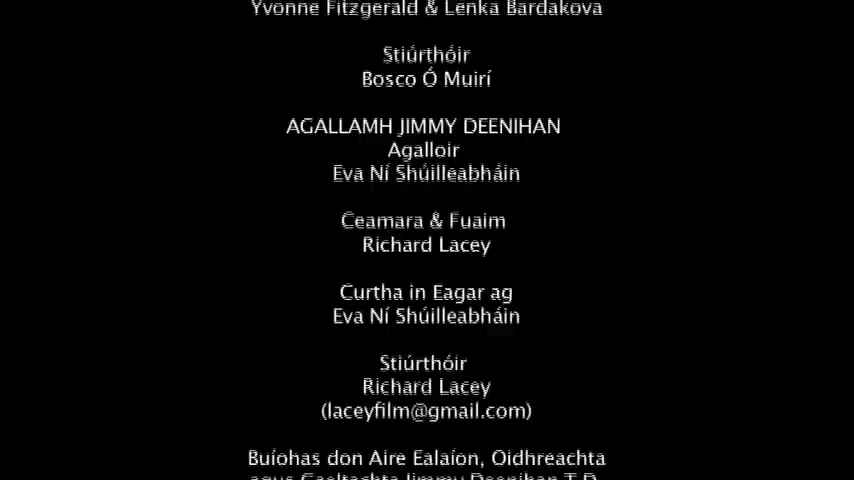 Yvonne Fitzgerald & Lenka Bardakova
Stiúrthóir
Bosco Ó Muirí
AGALLAMH JIMMY DEENIHAN
Agalloir
Eva Ní Shúilleabháin
Ceamara & Fuaim
Richard Lacey
Curtha in Eagar ag
Eva Ní Shúilleabháin
Stiúrthóir
Richard Lacey
(laceyfilm@gmail.com)
Buíohas don Aire Ealaíon, Oidhreachta
agus Gaeltachta Jimmy Deenihan T.D.